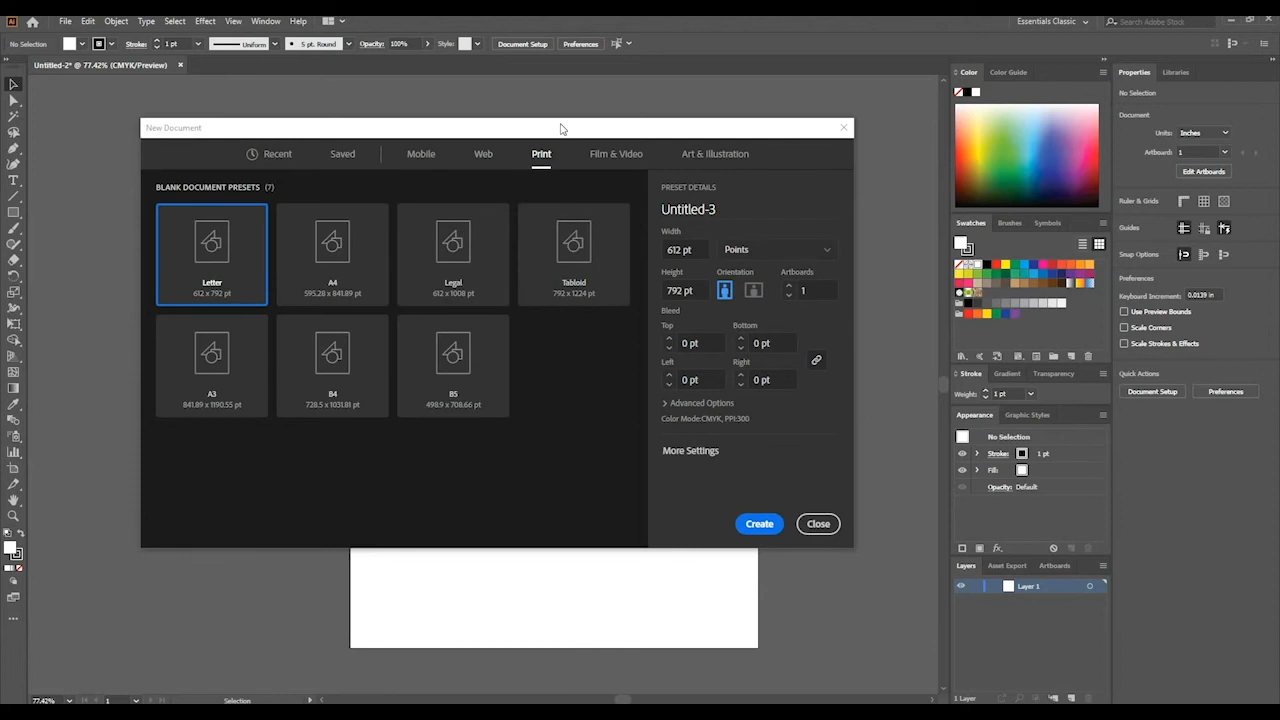 File Edit Object Type Select Effect View Window Help
Essentials Classic
Search Adobe Stock
No Selection
Stroke: 1 pt Uniform 5 pt. Round Opacity: 100% Style: Document Setup Preferences
Untitled-2* @ 77.42% (CMYK/Preview) ×
New Document
Recent Saved Mobile Web Print Film & Video Art & Illustration
BLANK DOCUMENT PRESETS (7)
Letter
612 x 792 pt
A4
595.28 x 841.89 pt
Legal
612 x 1008 pt
Tabloid
792 x 1224 pt
A3
841.89 x 1190.55 pt
B4
728.5 x 1031.81 pt
B5
498.9 x 708.66 pt
PRESET DETAILS
Untitled-3
Width
612 pt Points
Height Orientation Artboards
792 pt 1
Bleed
Top Bottom
0 pt 0 pt
Left Right
0 pt 0 pt
Advanced Options
Color Mode:CMYK, PPI:300
More Settings
Create Close
Color Color Guide
Swatches Brushes Symbols
Stroke Gradient Transparency
Weight: 1 pt
Appearance Graphic Styles
No Selection
Stroke: 1 pt
Fill:
Opacity: Default
fx.
Layers Asset Export Artboards
Layer 1
1 Layer
Properties Libraries
No Selection
Document
Units: Inches
Artboard: 1
Edit Artboards
Ruler & Grids
Guides
Snap Options
Preferences
Keyboard Increment: 0.0139 in
Use Preview Bounds
Scale Corners
Scale Strokes & Effects
Quick Actions
Document Setup Preferences
77.42% 1 Selection